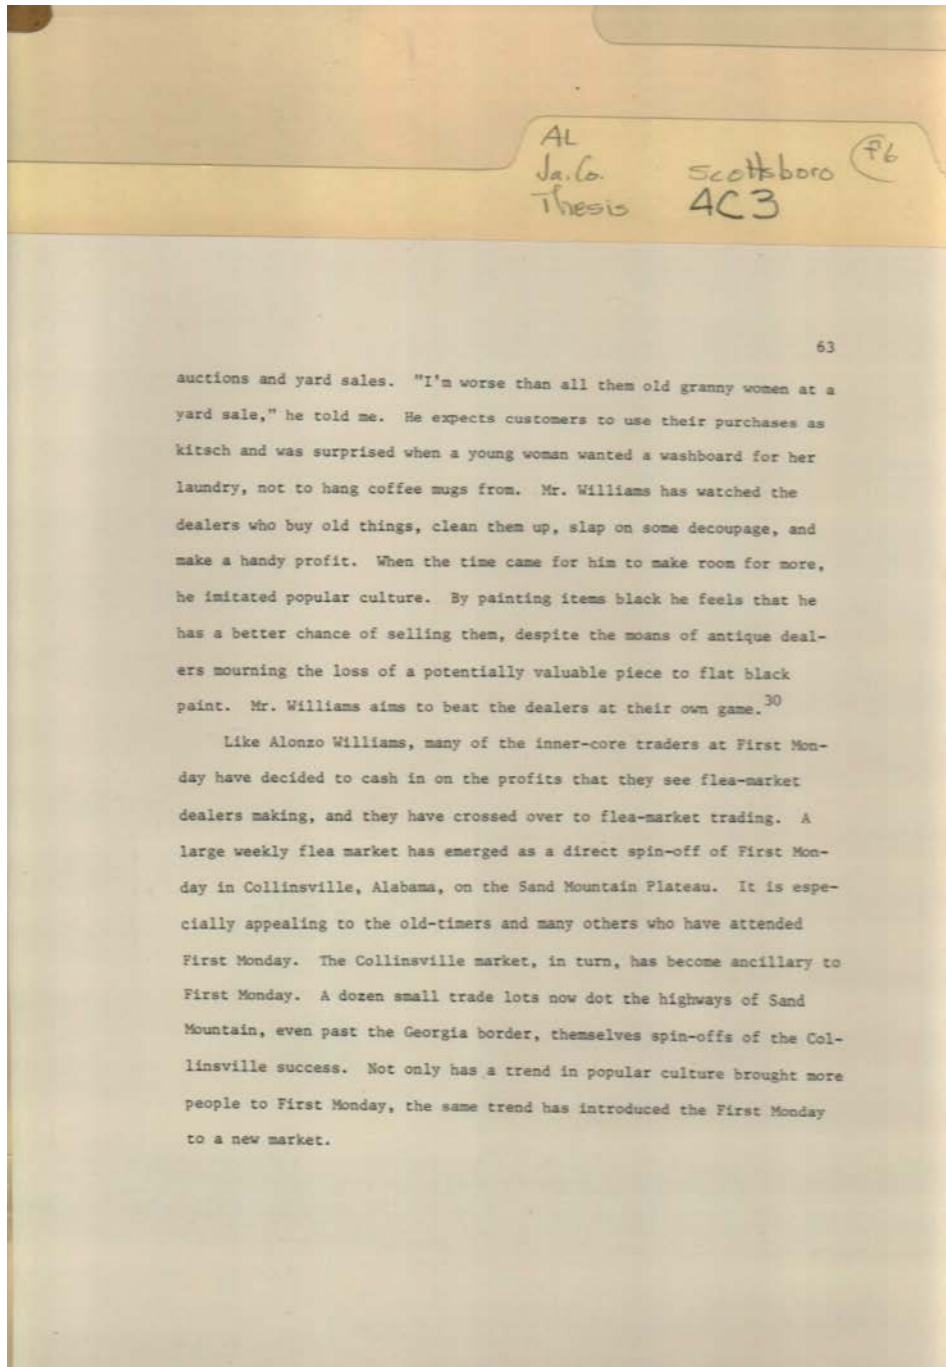 AL
Ja. Co. Scottsboro P6
Thesis 4C3
63
auctions and yard sales. "I'm worse than all them old granny women at a
yard sale," he told me. He expects customers to use their purchases as
kitsch and was surprised when a young woman wanted a washboard for her
laundry, not to hang coffee mugs from. Mr. Williams has watched the
dealers who buy old things, clean them up, slap on some decoupage, and
make a handy profit. When the time came for him to make room for more,
he imitated popular culture. By painting items black he feels that he
has a better chance of selling them, despite the moans of antique deal-
ers mourning the loss of a potentially valuable piece to flat black
paint. Mr. Williams aims to beat the dealers at their own game.30
Like Alonzo Williams, many of the inner-core traders at First Mon-
day have decided to cash in on the profits that they see flea-market
dealers making, and they have crossed over to flea-market trading. A
large weekly flea market has emerged as a direct spin-off of First Mon-
day in Collinsville, Alabama, on the Sand Mountain Plateau. It is espe-
cially appealing to the old-timers and many others who have attended
First Monday. The Collinsville market, in turn, has become ancillary to
First Monday. A dozen small trade lots now dot the highways of Sand
Mountain, even past the Georgia border, themselves spin-offs of the Col-
linsville success. Not only has a trend in popular culture brought more
people to First Monday, the same trend has introduced the First Monday
to a new market.